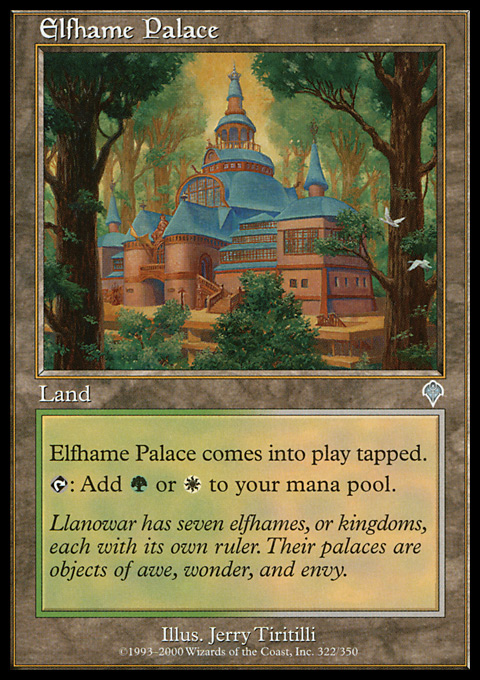 Elfhame Palace
Land
Elfhame Palace comes into play tapped.
: Add or to your mana pool.
Llanowar has seven elfhames, or kingdoms,
each with its own ruler. Their palaces are
objects of awe, wonder, and envy.
Illus. Jerry Tiritilli
©1993-2000 Wizards of the Coast, Inc. 322/350